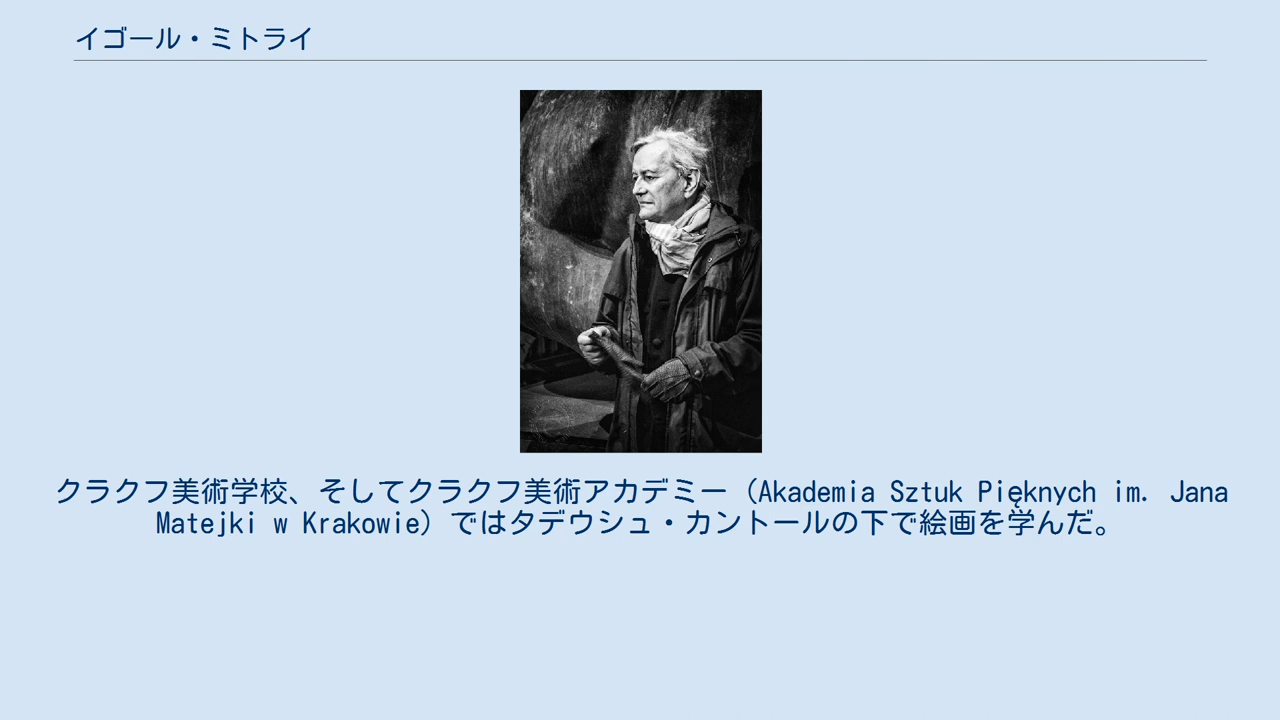 イゴール・ミトライ
クラクフ美術学校、そしてクラクフ美術アカデミー（Akademia Sztuk Pięknych im. Jana
Matejki w Krakowie）ではタデウシュ・カントールの下で絵画を学んだ。